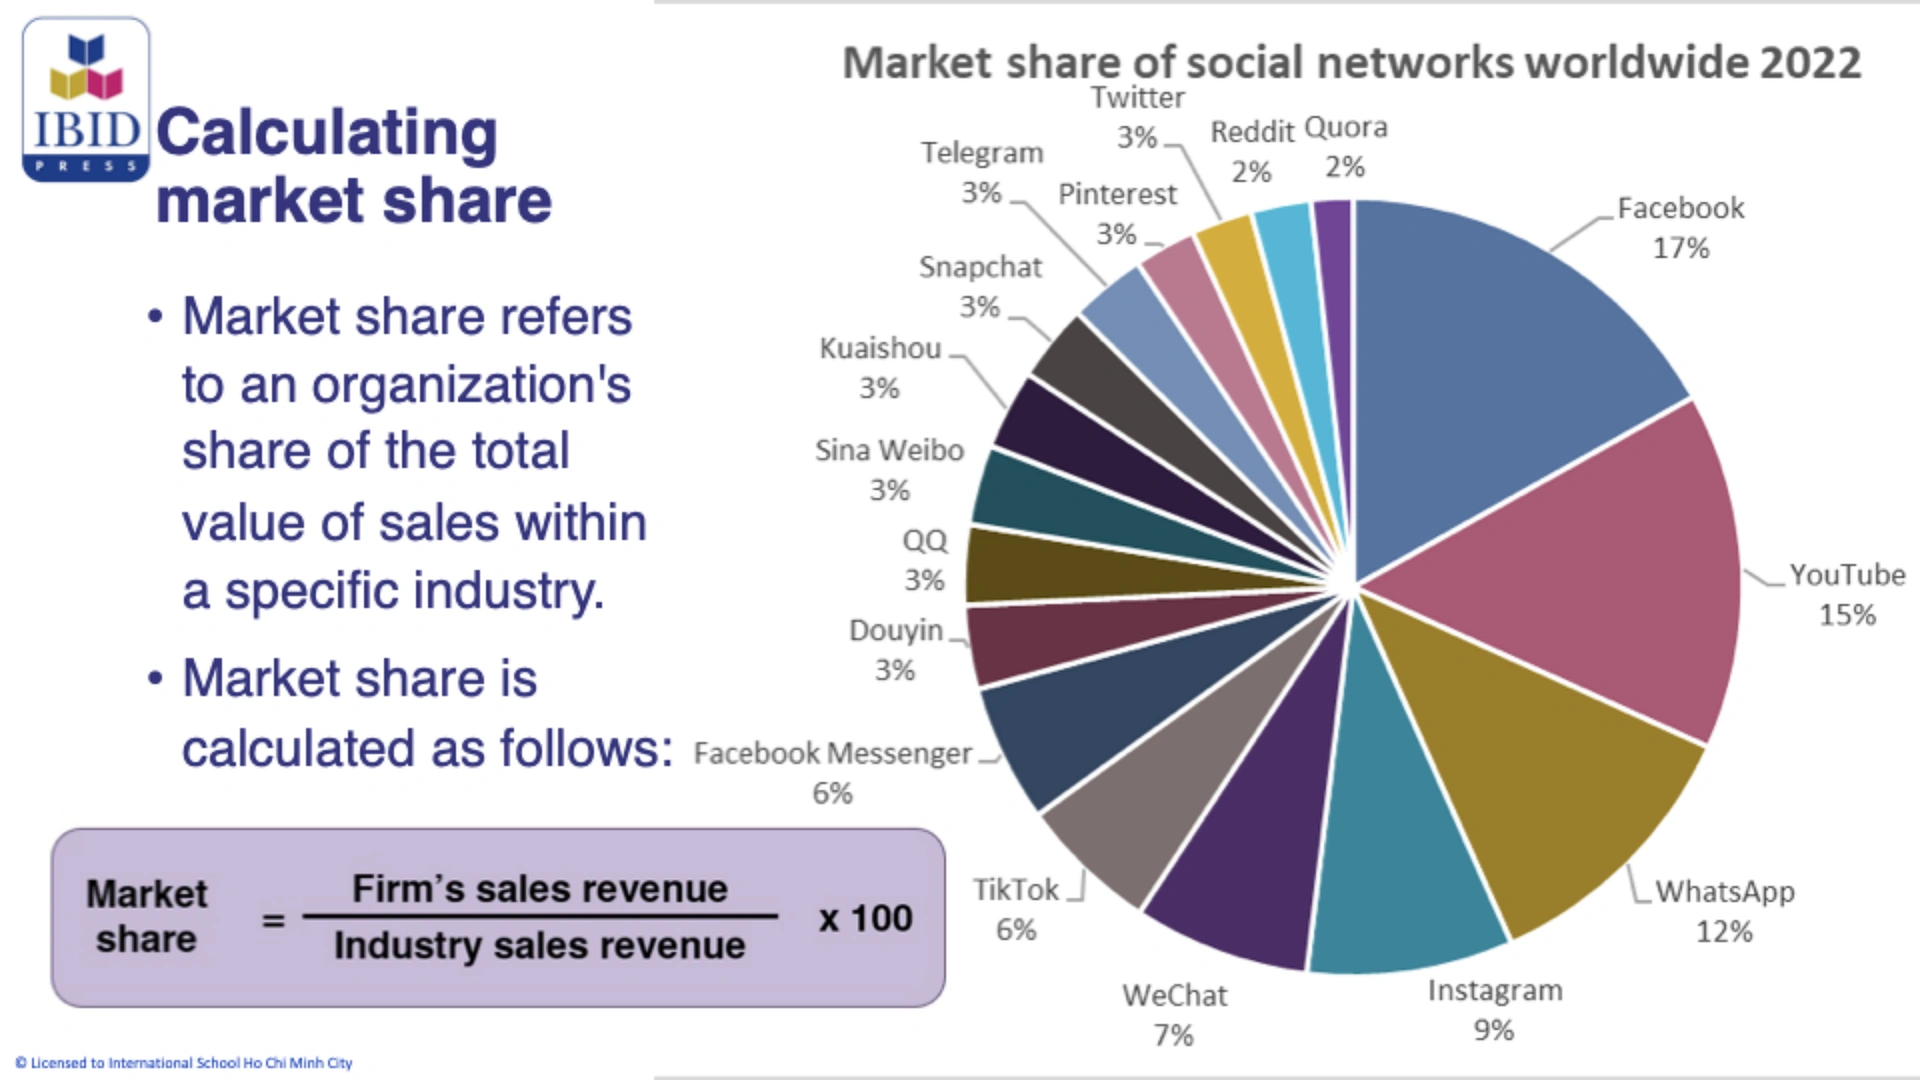 IBID
PRESS
Calculating
market share
• Market share refers
to an organization's
share of the total
value of sales within
a specific industry.
• Market share is
calculated as follows:
Market
share
=
Firm’s sales revenue
Industry sales revenue
x 100
© Licensed to International School Ho Chi Minh City
Market share of social networks worldwide 2022
Facebook
17%
YouTube
15%
WhatsApp
12%
Instagram
9%
WeChat
7%
TikTok
6%
Facebook Messenger
6%
Douyin
3%
QQ
3%
Sina Weibo
3%
Kuaishou
3%
Snapchat
3%
Telegram
3%
Pinterest
3%
Twitter
3%
Reddit
2%
Quora
2%